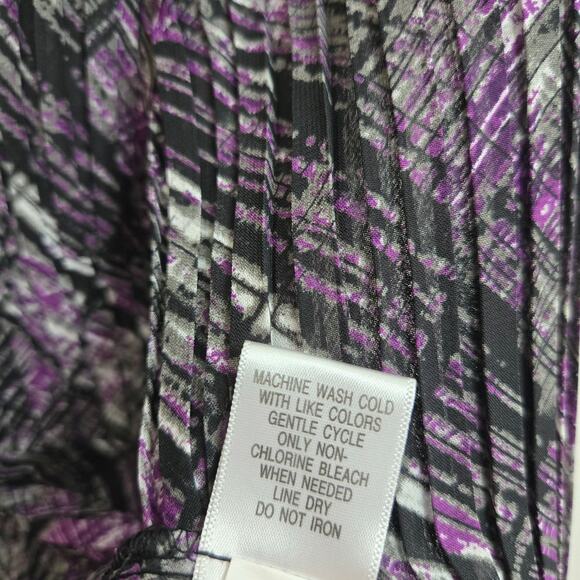 MACHINE WASH COLD
WITH LIKE COLORS
GENTLE CYCLE
ONLY NON-
CHLORINE BLEACH
WHEN NEEDED
LINE DRY
DO NOT IRON